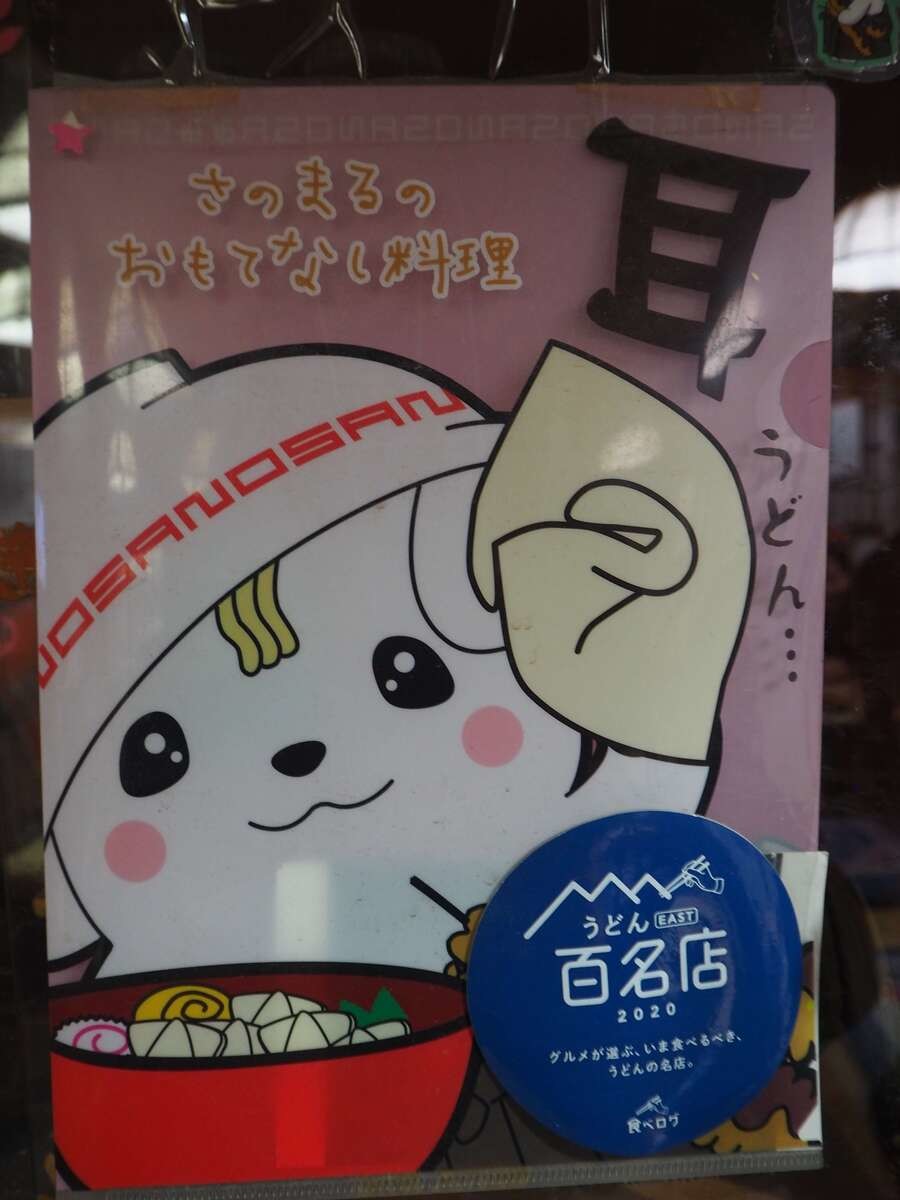 さのまるの
おもてなし料理
耳
うどん…
NOSANOSAN
うどん EAST
百名店
2020
グルメが選ぶ、いま食べるべき、
うどんの名店。
食べログ